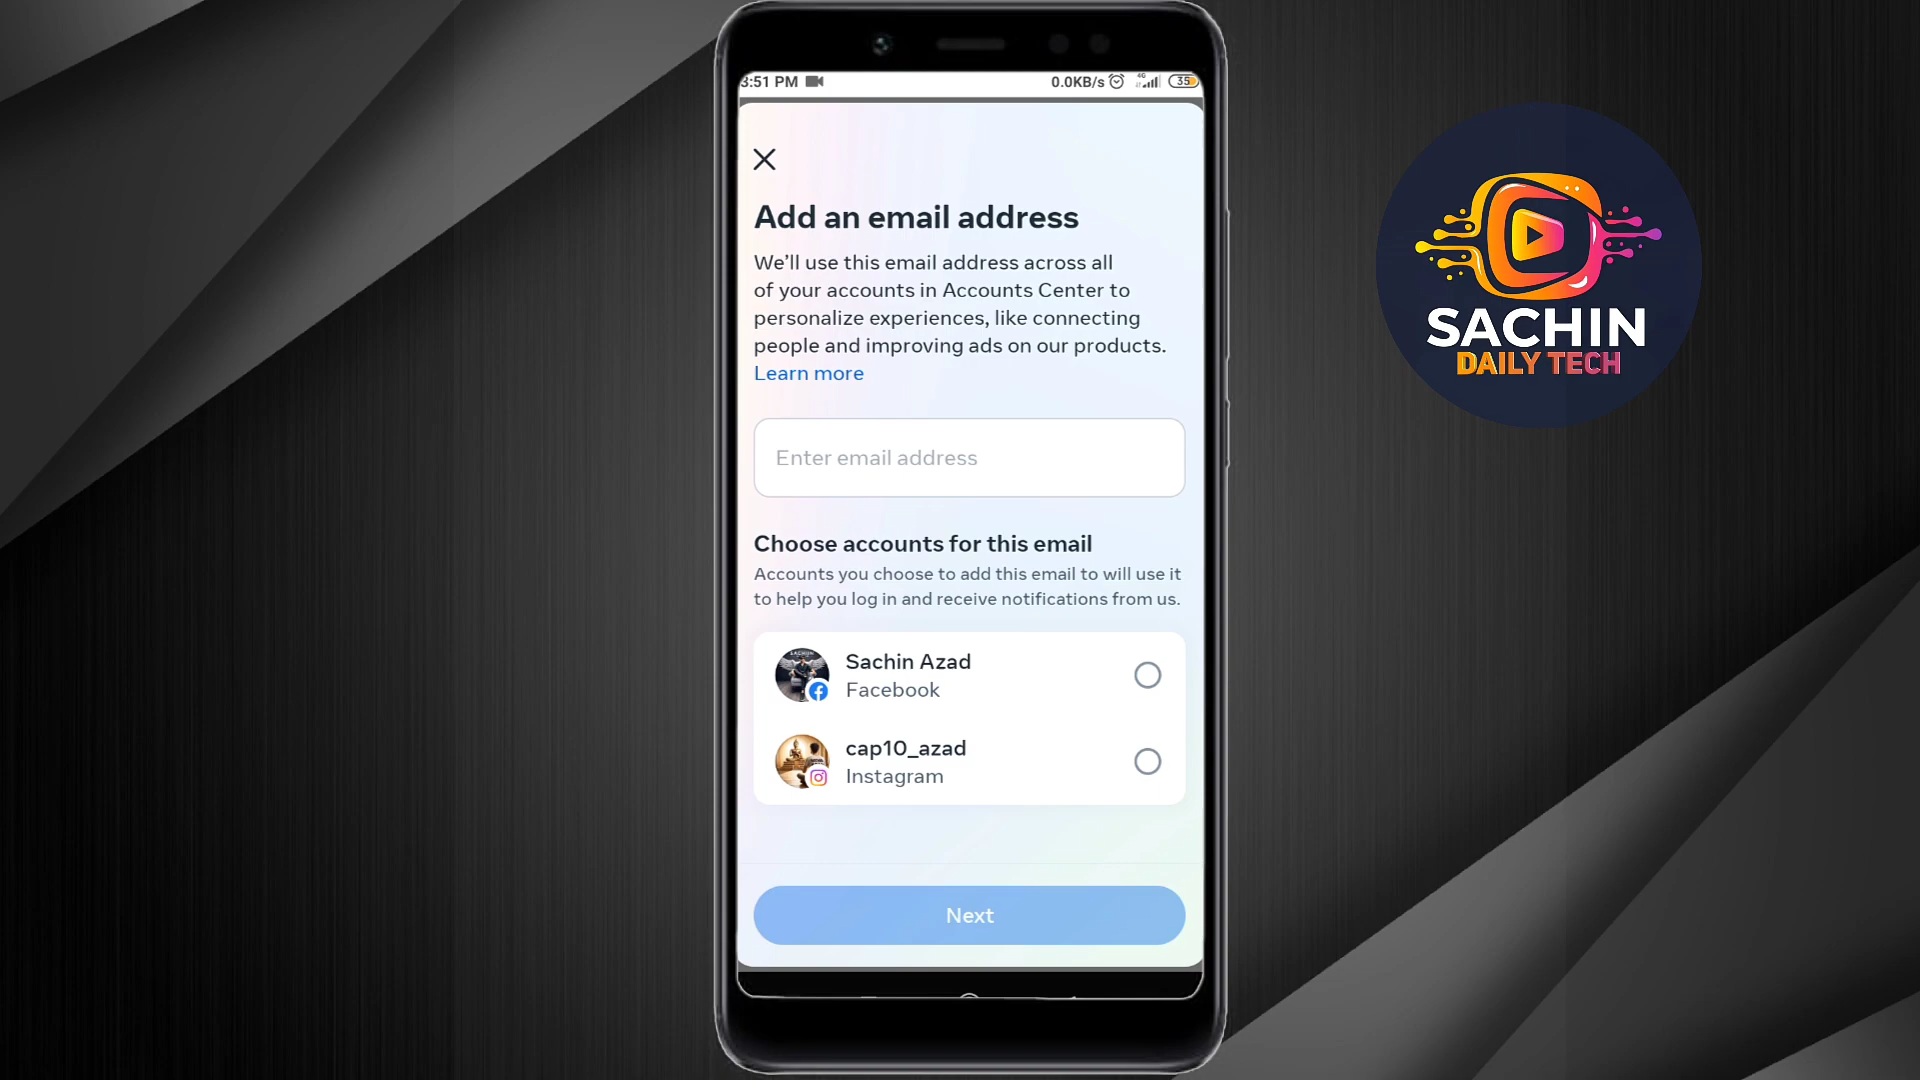 3:51 PM
0.0KB/s 4G 35
Add an email address
We’ll use this email address across all
of your accounts in Accounts Center to
personalize experiences, like connecting
people and improving ads on our products.
Learn more
Enter email address
Choose accounts for this email
Accounts you choose to add this email to will use it
to help you log in and receive notifications from us.
Sachin Azad
Facebook
cap10_azad
Instagram
Next
SACHIN
DAILY TECH